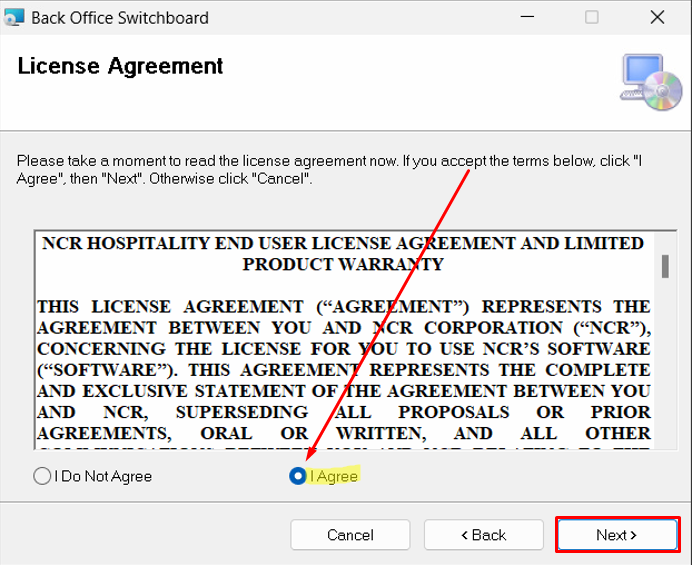 Back Office Switchboard
License Agreement
Please take a moment to read the license agreement now. If you accept the terms below, click "I
Agree", then "Next". Otherwise click "Cancel".
NCR HOSPITALITY END USER LICENSE AGREEMENT AND LIMITED
PRODUCT WARRANTY
THIS LICENSE AGREEMENT (“AGREEMENT”) REPRESENTS THE
AGREEMENT BETWEEN YOU AND NCR CORPORATION (“NCR”),
CONCERNING THE LICENSE FOR YOU TO USE NCR’S SOFTWARE
(“SOFTWARE”). THIS AGREEMENT REPRESENTS THE COMPLETE
AND EXCLUSIVE STATEMENT OF THE AGREEMENT BETWEEN YOU
AND NCR, SUPERSEDING ALL PROPOSALS OR PRIOR
AGREEMENTS, ORAL OR WRITTEN, AND ALL OTHER
I Do Not Agree
I Agree
Cancel
< Back
Next >